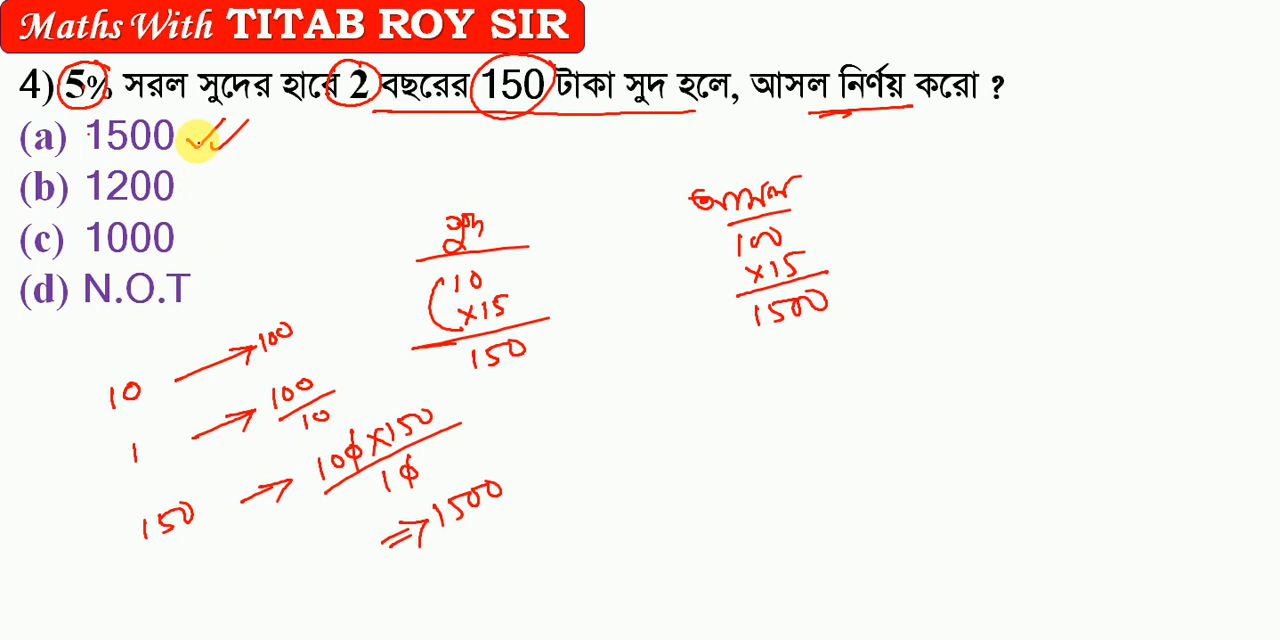 Maths With TITAB ROY SIR
4) 5% সরল সুদের হারে 2 বছরের 150 টাকা সুদ হলে, আসল নির্ণয় করো ?
(a) 1500
(b) 1200
(c) 1000
(d) N.O.T
সুদ
10
×15
150
আসল
100
×15
1500
10 → 100
1 → 100/10
150 → 100×150/10
⇒ 1500